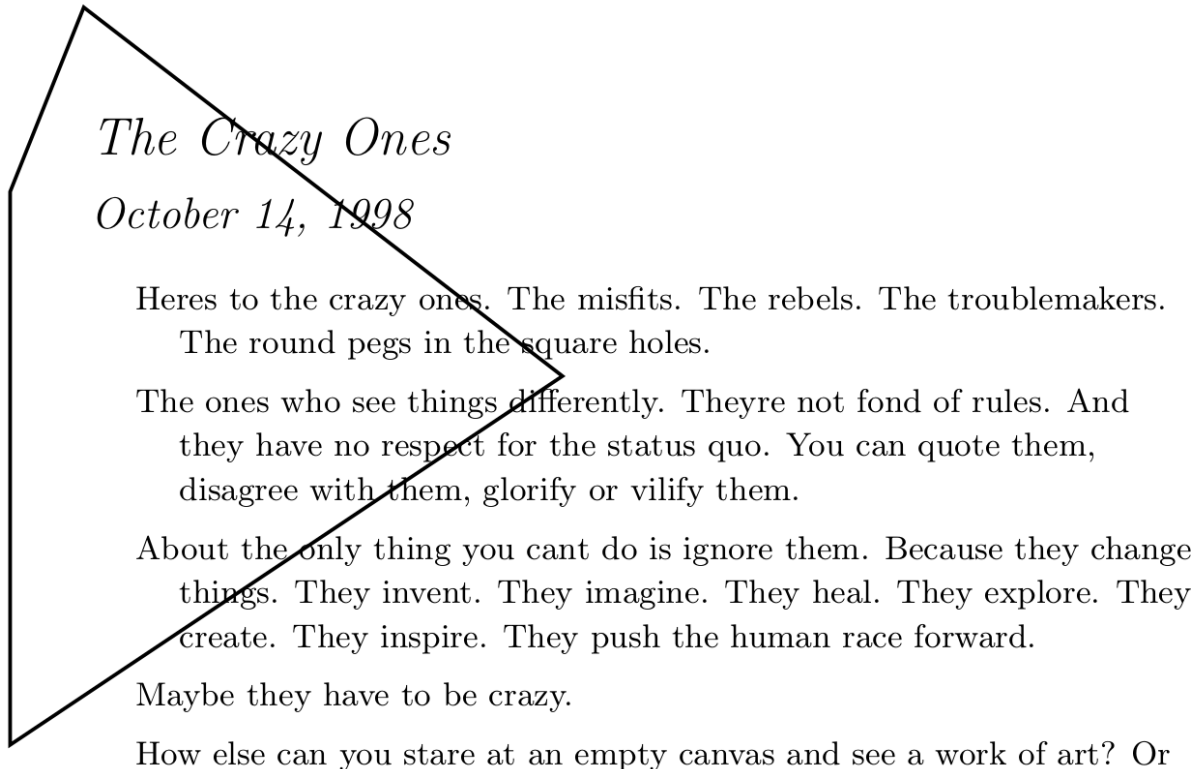 The Crazy Ones
October 14, 1998
Heres to the crazy ones. The misfits. The rebels. The troublemakers.
The round pegs in the square holes.
The ones who see things differently. Theyre not fond of rules. And
they have no respect for the status quo. You can quote them,
disagree with them, glorify or vilify them.
About the only thing you cant do is ignore them. Because they change
things. They invent. They imagine. They heal. They explore. They
create. They inspire. They push the human race forward.
Maybe they have to be crazy.
How else can you stare at an empty canvas and see a work of art? Or